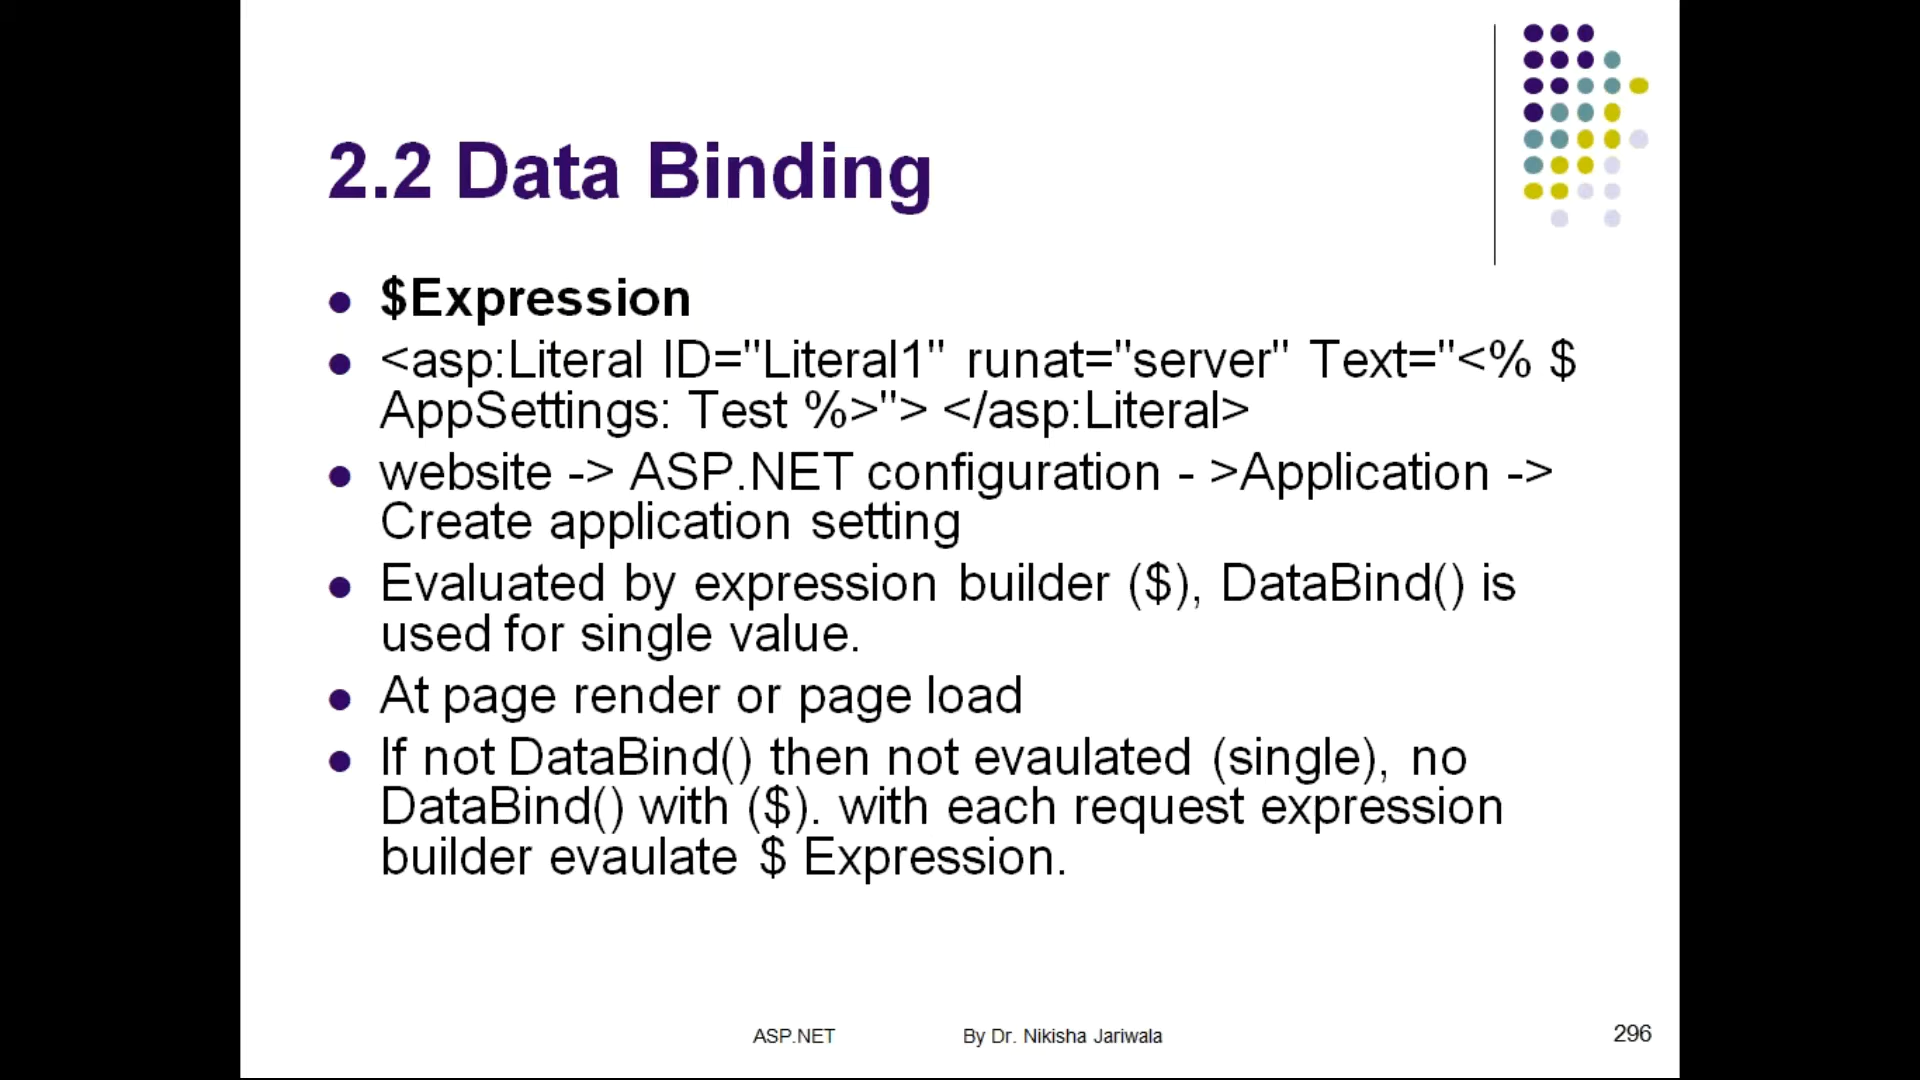 2.2 Data Binding
$Expression
<asp:Literal ID="Literal1" runat="server" Text="<% $
AppSettings: Test %>"> </asp:Literal>
website -> ASP.NET configuration - >Application ->
Create application setting
Evaluated by expression builder ($), DataBind() is
used for single value.
At page render or page load
If not DataBind() then not evaulated (single), no
DataBind() with ($). with each request expression
builder evaulate $ Expression.
ASP.NET By Dr. Nikisha Jariwala 296